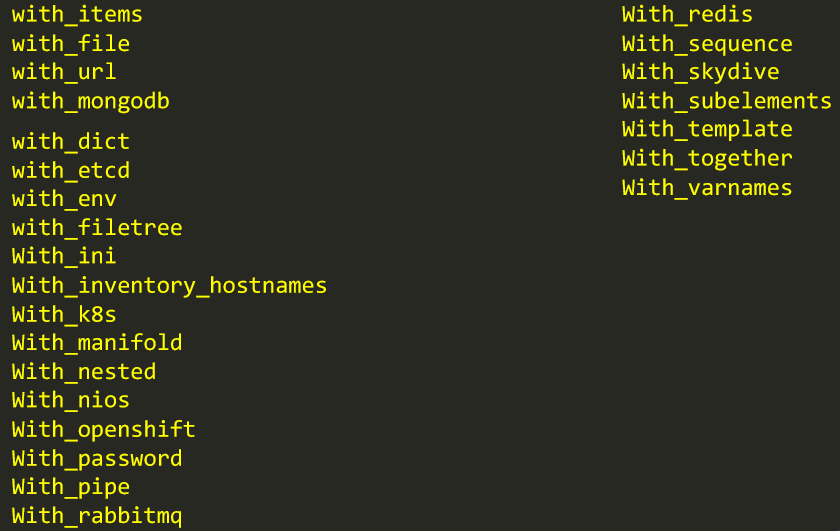 with_items
with_file
with_url
with_mongodb
with_dict
with_etcd
with_env
with_filetree
With_ini
With_inventory_hostnames
With_k8s
With_manifold
With_nested
With_nios
With_openshift
With_password
With_pipe
With_rabbitmq
With_redis
With_sequence
With_skydive
With_subelements
With_template
With_together
With_varnames